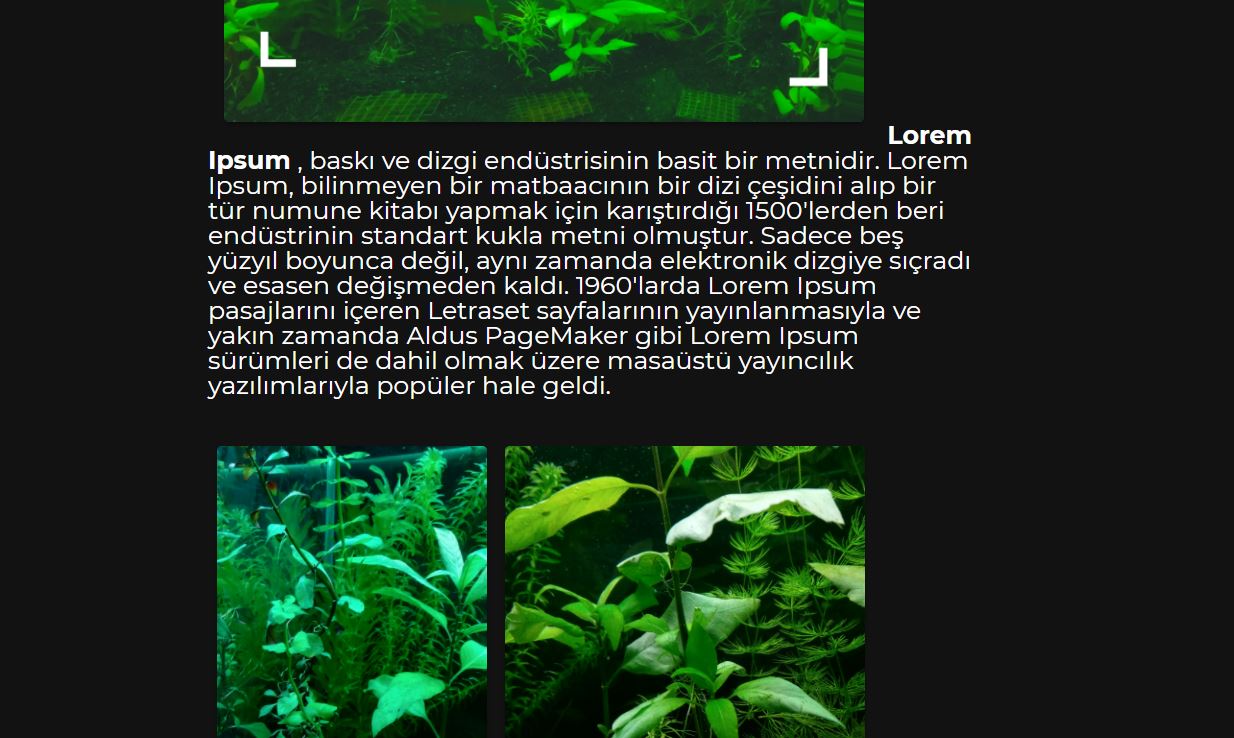 Lorem
Ipsum , baskı ve dizgi endüstrisinin basit bir metnidir. Lorem
Ipsum, bilinmeyen bir matbaacının bir dizi çeşidini alıp bir
tür numune kitabı yapmak için karıştırdığı 1500'lerden beri
endüstrinin standart kukla metni olmuştur. Sadece beş
yüzyıl boyunca değil, aynı zamanda elektronik dizgiye sıçradı
ve esasen değişmeden kaldı. 1960'larda Lorem Ipsum
pasajlarını içeren Letraset sayfalarının yayınlanmasıyla ve
yakın zamanda Aldus PageMaker gibi Lorem Ipsum
sürümleri de dahil olmak üzere masaüstü yayıncılık
yazılımlarıyla popüler hale geldi.